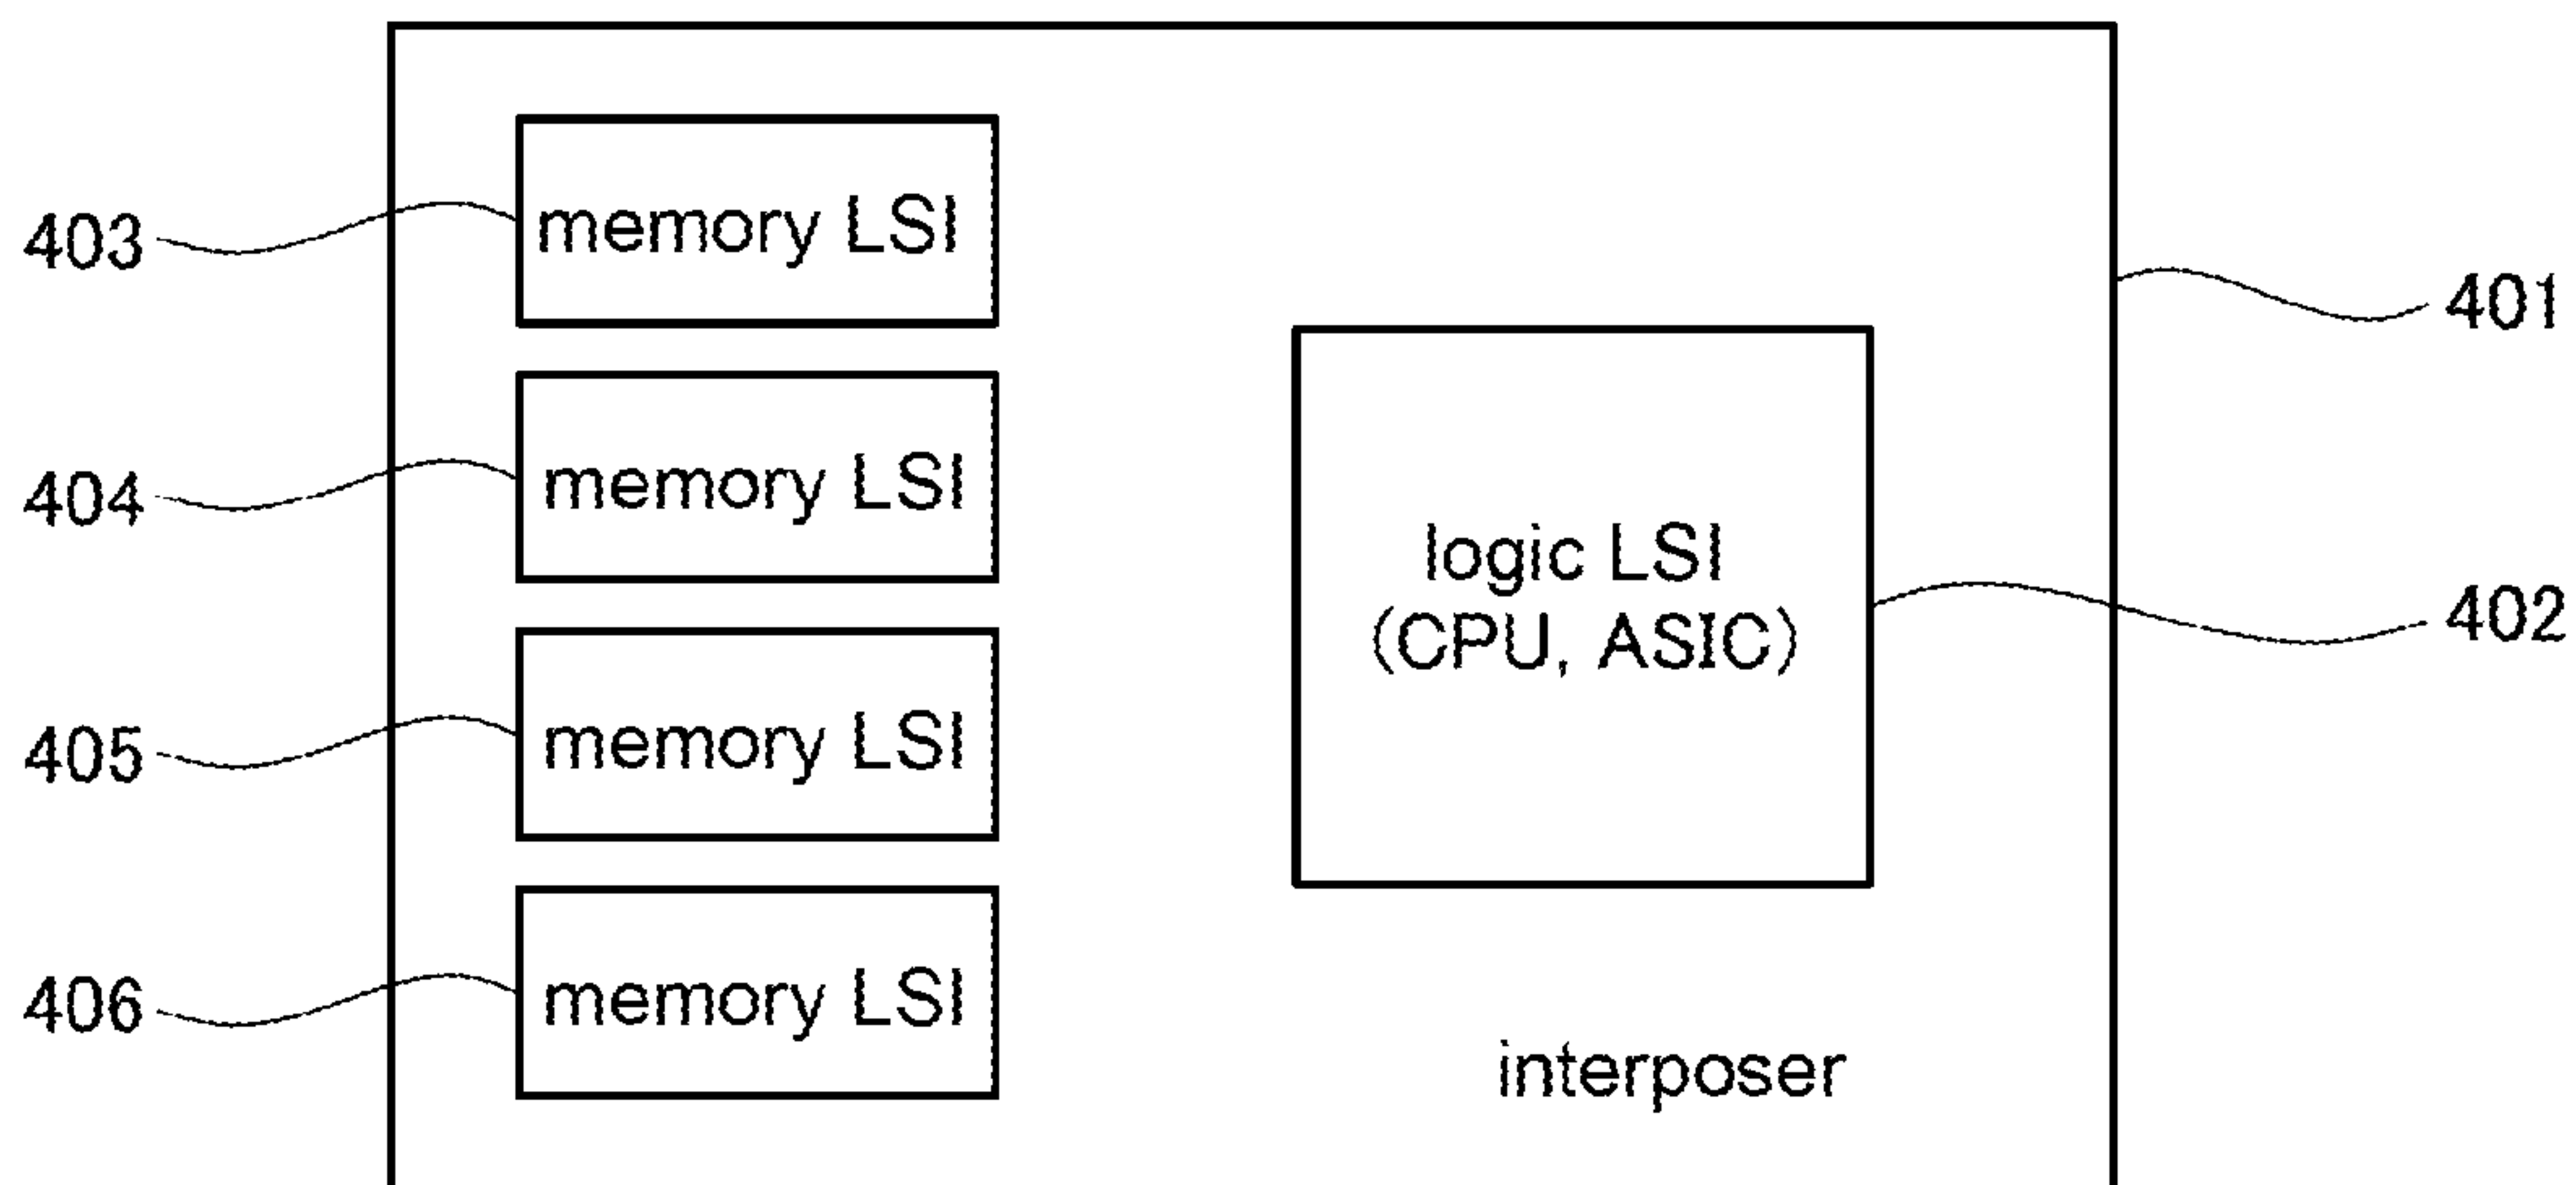 403
memory LSI
401
404
memory LSI
logic LSI
(CPU, ASIC)
402
405
memory LSI
406
memory LSI
interposer